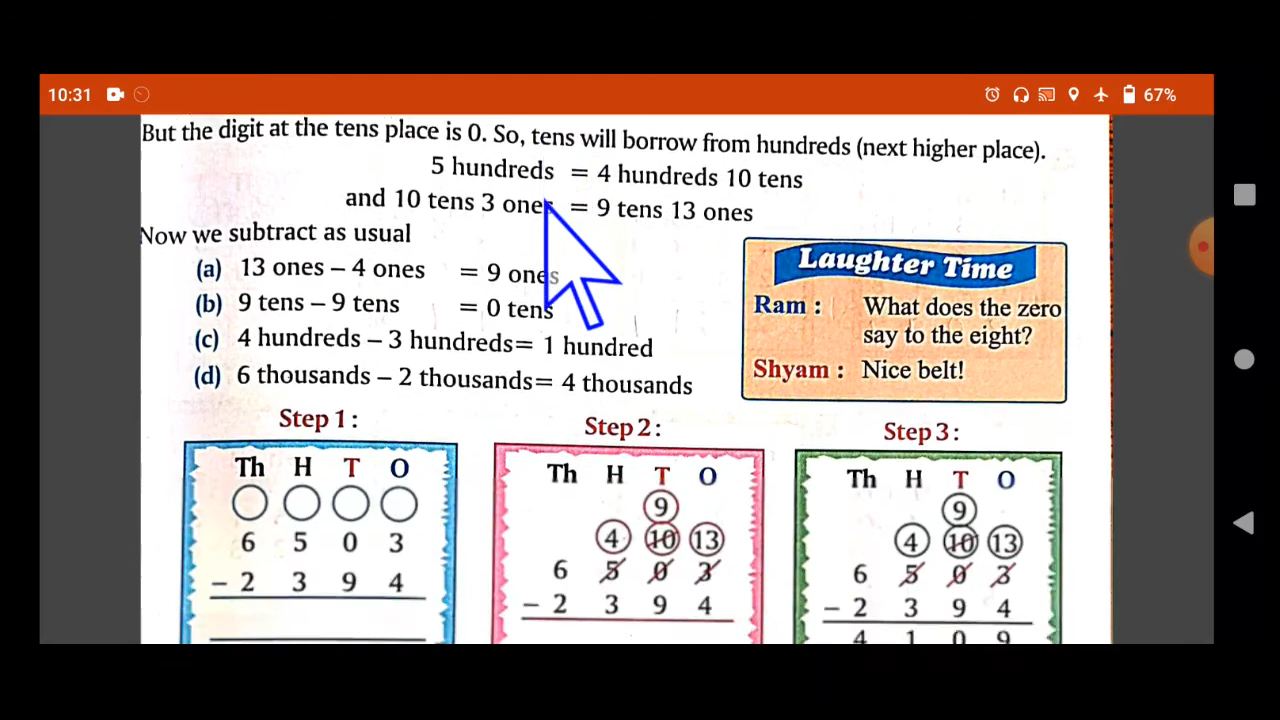 10:31 67%
But the digit at the tens place is 0. So, tens will borrow from hundreds (next higher place).
5 hundreds = 4 hundreds 10 tens
and 10 tens 3 ones = 9 tens 13 ones
Now we subtract as usual
(a) 13 ones – 4 ones = 9 ones
(b) 9 tens – 9 tens = 0 tens
(c) 4 hundreds – 3 hundreds= 1 hundred
(d) 6 thousands – 2 thousands= 4 thousands
Laughter Time
Ram : What does the zero
say to the eight?
Shyam : Nice belt!
Step 1 :
Th H T O
6 5 0 3
– 2 3 9 4
Step 2 :
Th H T O
9
4 10 13
6 5 0 3
– 2 3 9 4
Step 3 :
Th H T O
9
4 10 13
6 5 0 3
– 2 3 9 4
4 1 0 9